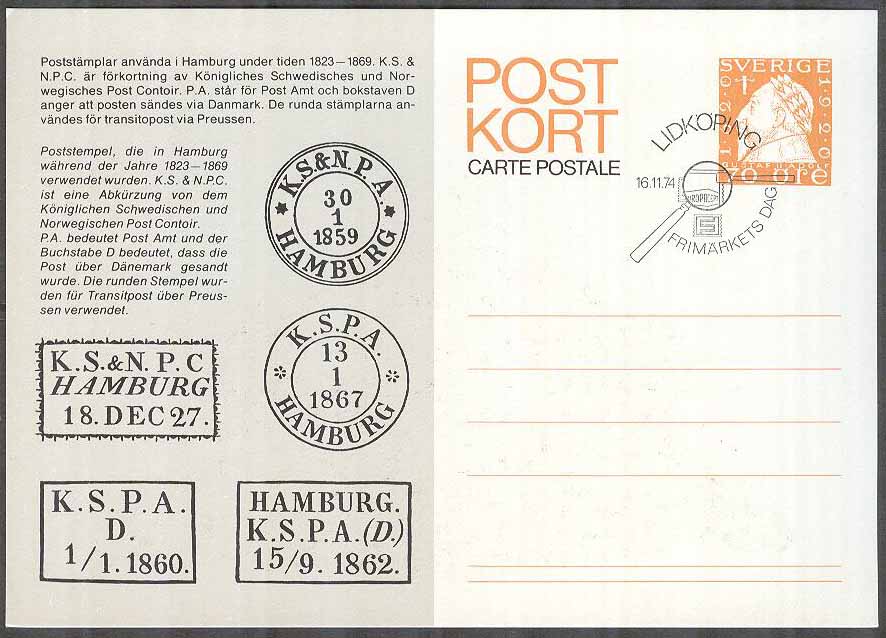 Poststämplar använda i Hamburg under tiden 1823–1869. K.S. &
N.P.C. är förkortning av Königliches Schwedisches und Nor-
wegisches Post Contoir. P.A. står för Post Amt och bokstaven D
anger att posten sändes via Danmark. De runda stämplarna an-
vändes för transitopost via Preussen.
Poststempel, die in Hamburg
während der Jahre 1823–1869
verwendet wurden. K.S. & N.P.C.
ist eine Abkürzung von dem
Königlichen Schwedischen und
Norwegischen Post Contoir.
P.A. bedeutet Post Amt und der
Buchstabe D bedeutet, dass die
Post über Dänemark gesandt
wurde. Die runden Stempel wur-
den für Transitpost über Preus-
sen verwendet.
K.S.&N.P.A.
30
1
1859
HAMBURG
K.S.P.A.
13
1
1867
HAMBURG
K.S.&N.P.C
HAMBURG
18.DEC 27.
K.S.P.A.
D.
1/1.1860.
HAMBURG.
K.S.P.A.(D.)
15/9. 1862.
POST
KORT
CARTE POSTALE
SVERIGE
GUSTAF II ADOLF
70 ÖRE
LIDKÖPING
16.11.74
FRIMÄRKETS DAG